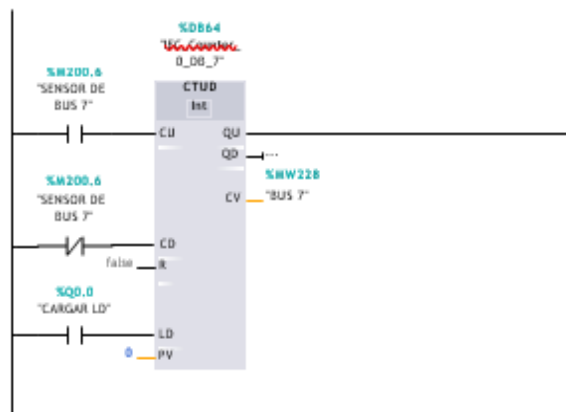 %DB64
0_DB_7"
CTUD
Int
%M200.6
"SENSOR DE
BUS 7"
CU
QU
QD
...
%MW228
CV
"BUS 7"
%M200.6
"SENSOR DE
BUS 7"
CD
false
R
%Q0.0
"CARGAR LD"
LD
0
PV